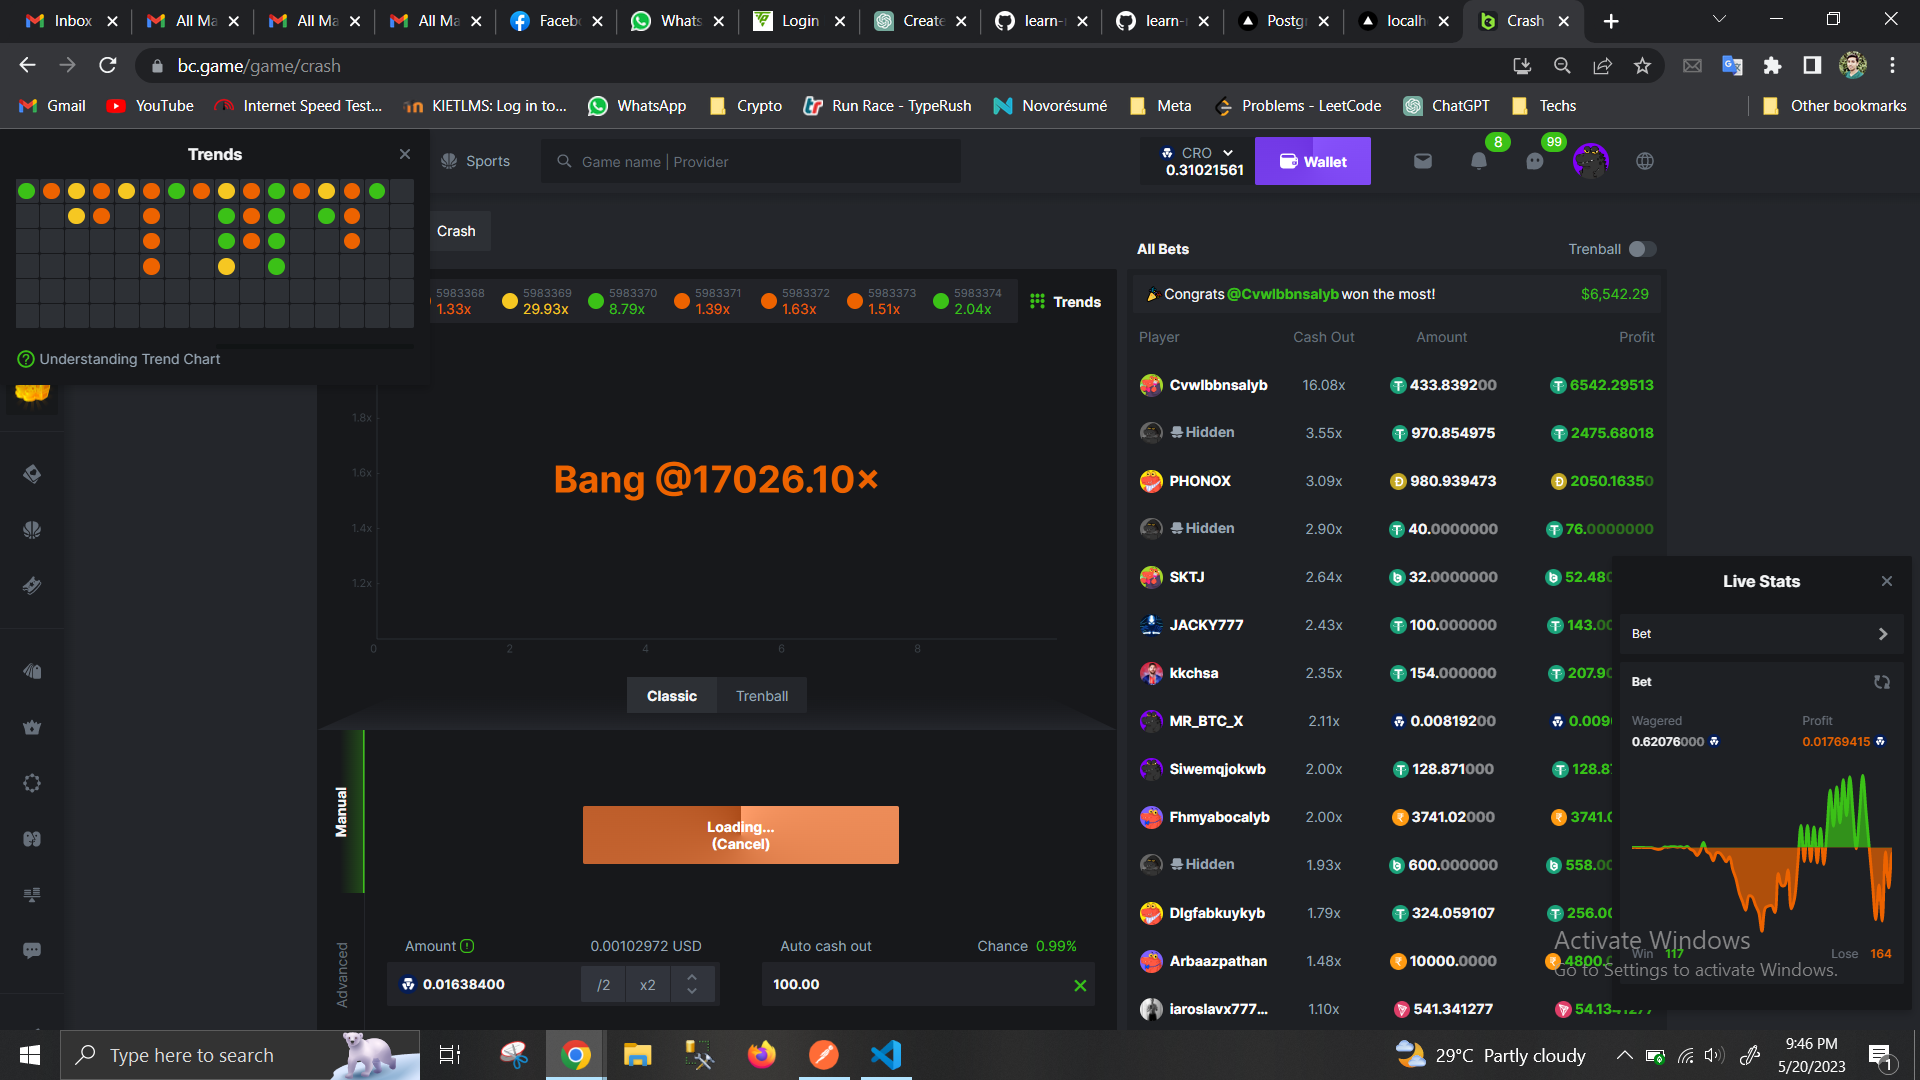 Inbox
All Ma
All Ma
All Ma
Faceb
Whats
Login
Create
learn-
learn-
Postg
localh
Crash
bc.game/game/crash
Gmail
YouTube
Internet Speed Test...
KIETLMS: Log in to...
WhatsApp
Crypto
Run Race - TypeRush
Novorésumé
Meta
Problems - LeetCode
ChatGPT
Techs
Other bookmarks
Trends
Understanding Trend Chart
Sports
Game name | Provider
CRO
0.31021561
Wallet
8
99
Crash
5983368
1.33x
5983369
29.93x
5983370
8.79x
5983371
1.39x
5983372
1.63x
5983373
1.51x
5983374
2.04x
Trends
1.8x
1.6x
1.4x
1.2x
Bang @17026.10×
0 2 4 6 8
Classic Trenball
Manual
Advanced
Loading...
(Cancel)
Amount 0.00102972 USD
0.01638400 /2 x2
Auto cash out Chance 0.99%
100.00
All Bets Trenball
Congrats @Cvwlbbnsalyb won the most! $6,542.29
Player Cash Out Amount Profit
Cvwlbbnsalyb 16.08x 433.839200 6542.29513
Hidden 3.55x 970.854975 2475.68018
PHONOX 3.09x 980.939473 2050.16350
Hidden 2.90x 40.0000000 76.0000000
SKTJ 2.64x 32.0000000 52.480
JACKY777 2.43x 100.000000 143.00
kkchsa 2.35x 154.000000 207.90
MR_BTC_X 2.11x 0.00819200 0.009
Siwemqjokwb 2.00x 128.871000 128.87
Fhmyabocalyb 2.00x 3741.02000 3741.0
Hidden 1.93x 600.000000 558.00
Dlgfabkuykyb 1.79x 324.059107 256.00
Arbaazpathan 1.48x 10000.0000 4800.
iaroslavx777... 1.10x 541.341277 54.1341277
Live Stats
Bet
Bet
Wagered Profit
0.62076000 0.01769415
Win 117 Lose 164
Activate Windows
Go to Settings to activate Windows.
Type here to search
29°C Partly cloudy
9:46 PM
5/20/2023
1